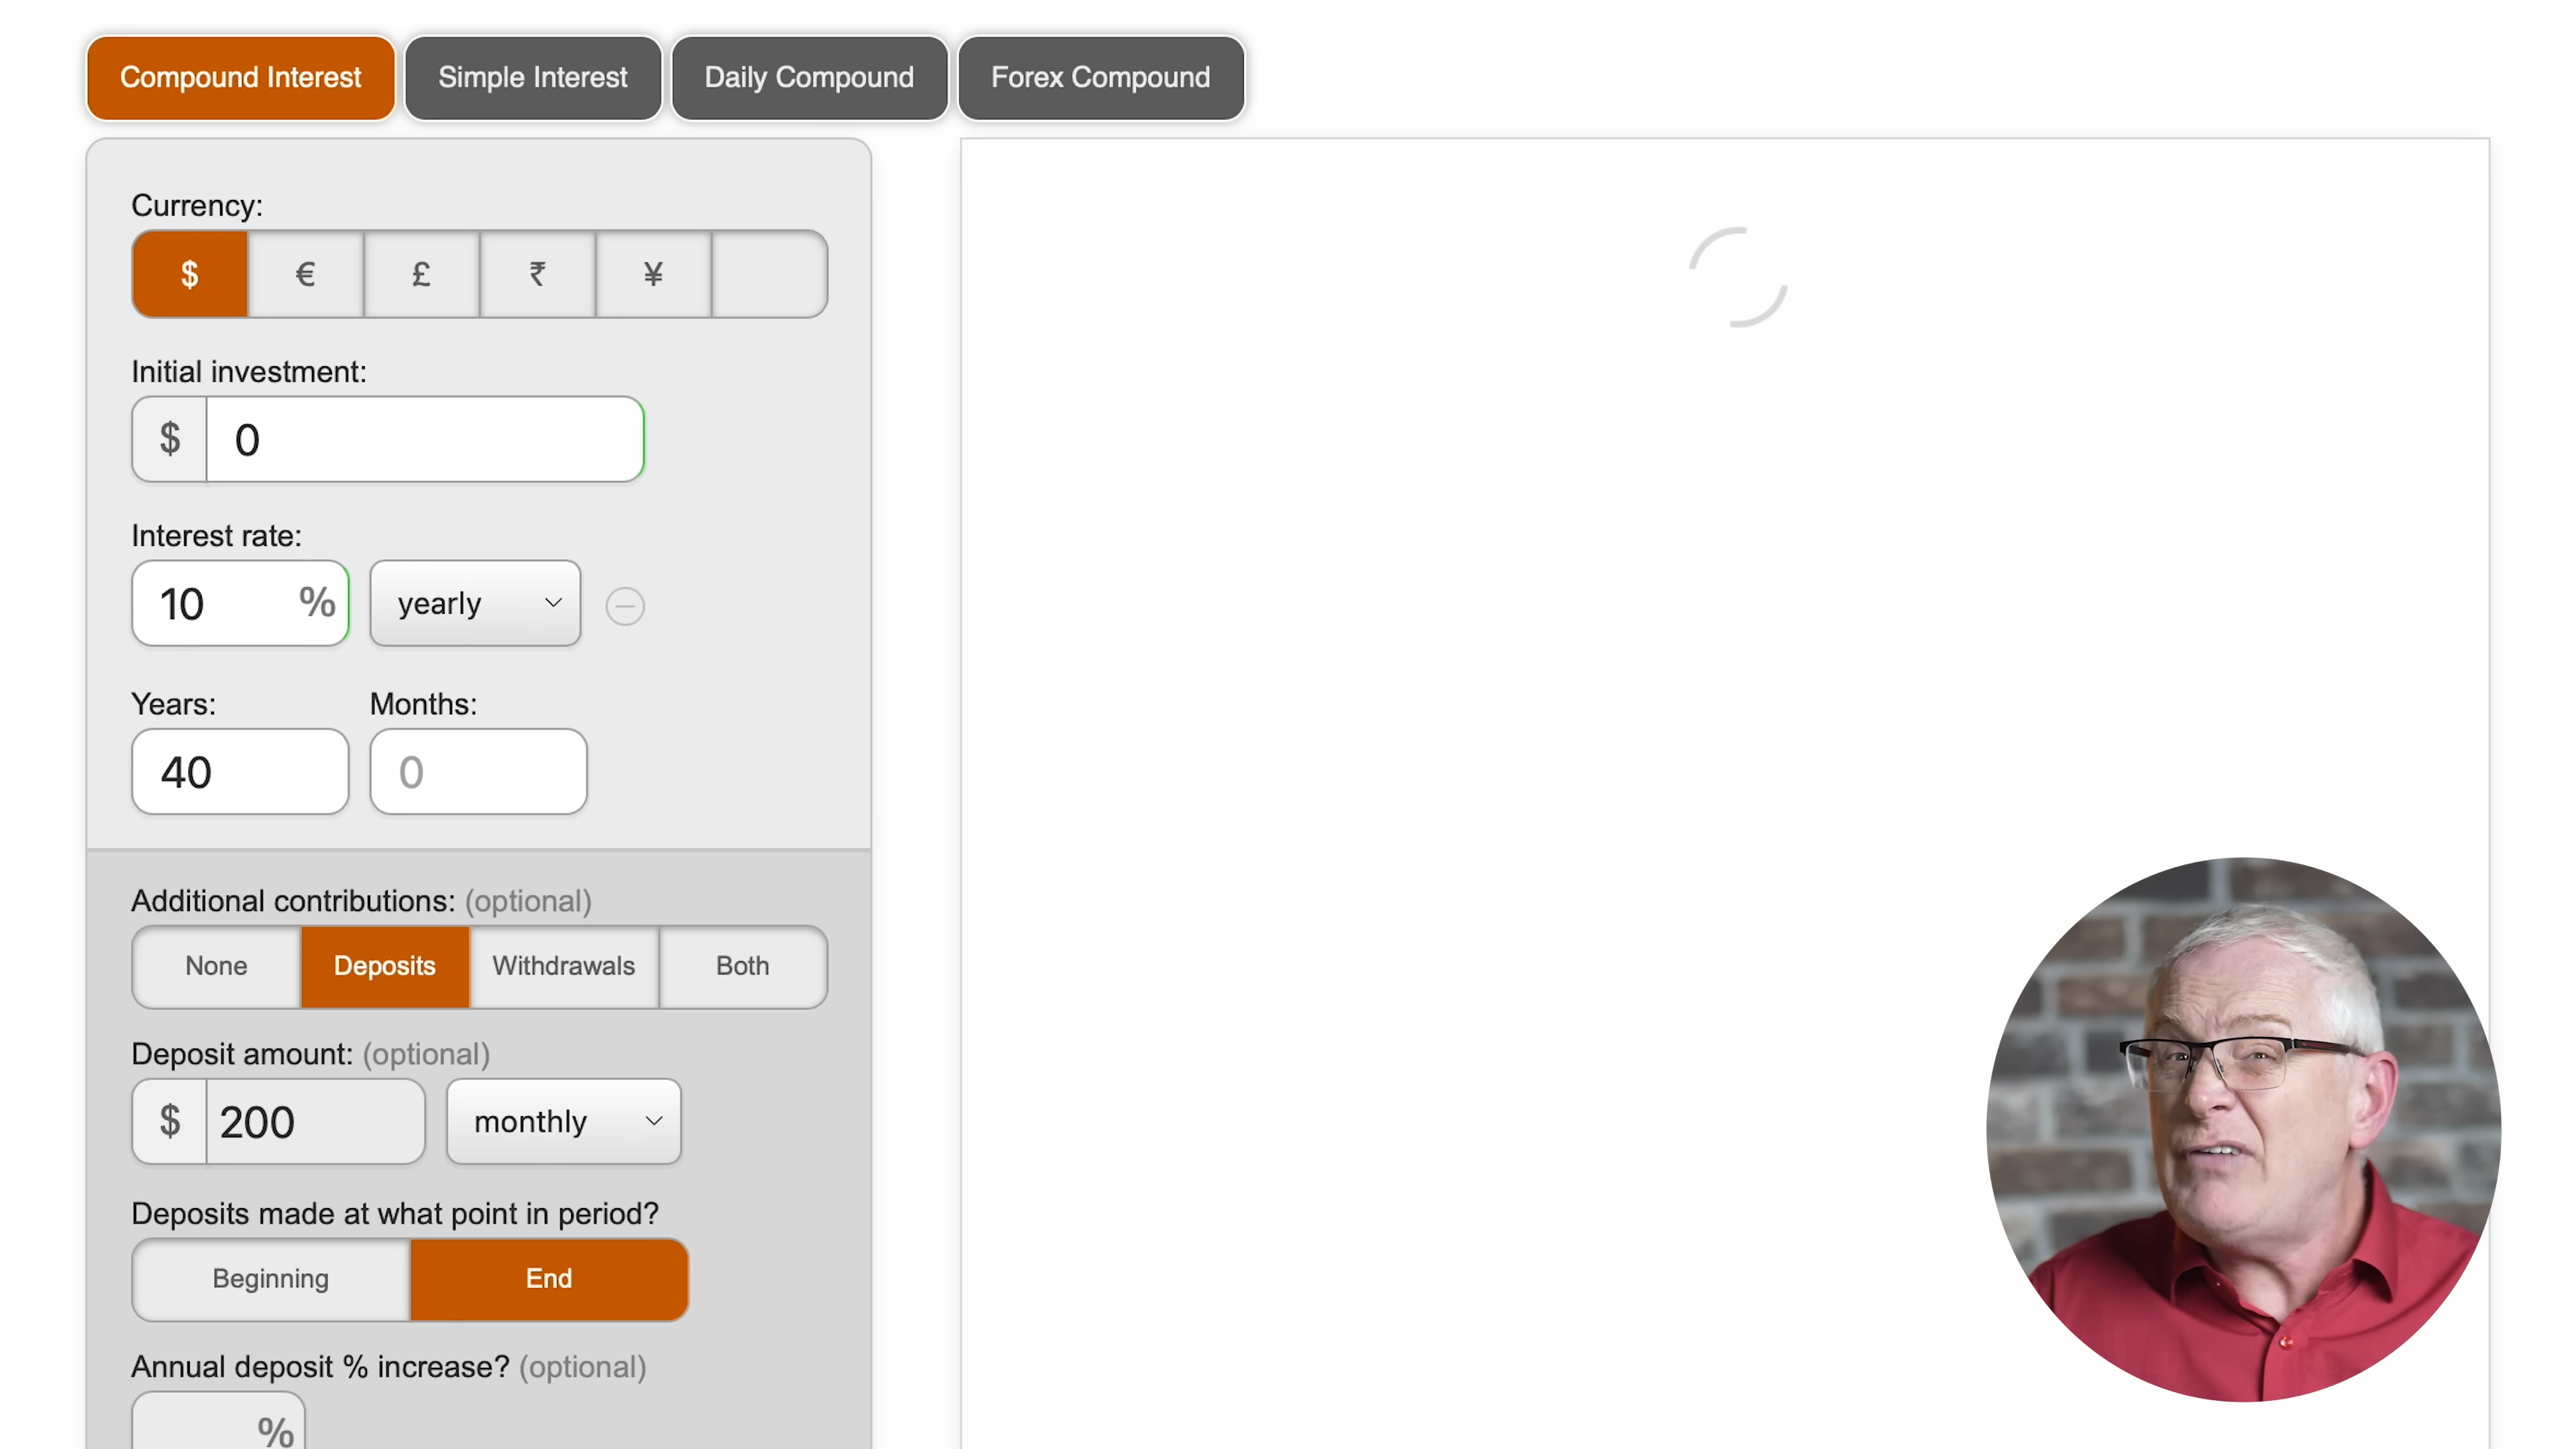 Compound Interest Simple Interest Daily Compound Forex Compound
Currency:
$ € £ ₹ ¥
Initial investment:
$ 0
Interest rate:
10 % yearly
Years: Months:
40 0
Additional contributions: (optional)
None Deposits Withdrawals Both
Deposit amount: (optional)
$ 200 monthly
Deposits made at what point in period?
Beginning End
Annual deposit % increase? (optional)
%